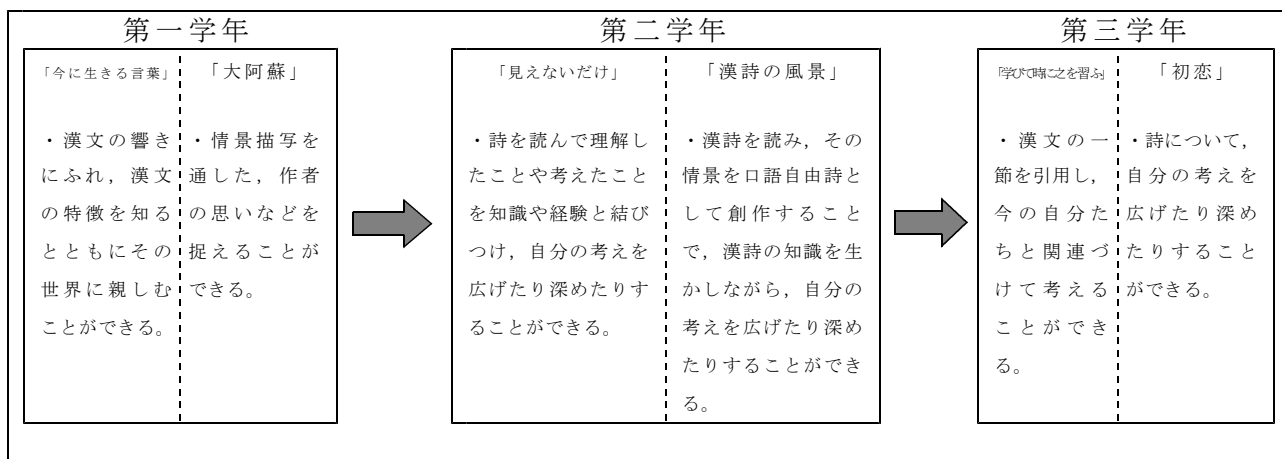 第一学年
「今に生きる言葉」
・漢文の響き
にふれ，漢文
の特徴を知る
とともにその
世界に親しむ
ことができる。
「大阿蘇」
・情景描写を
通した，作者
の思いなどを
捉えることが
できる。
第二学年
「見えないだけ」
・詩を読んで理解し
たことや考えたこと
を知識や経験と結び
つけ，自分の考えを
広げたり深めたりす
ることができる。
「漢詩の風景」
・漢詩を読み，その
情景を口語自由詩と
して創作すること
で，漢詩の知識を生
かしながら，自分の
考えを広げたり深め
たりすることができ
る。
第三学年
「学びて時に之を習ふ」
・漢文の一
節を引用し，
今の自分た
ちと関連づ
けて考える
ことができ
る。
「初恋」
・詩について，
自分の考えを
広げたり深め
たりすること
ができる。